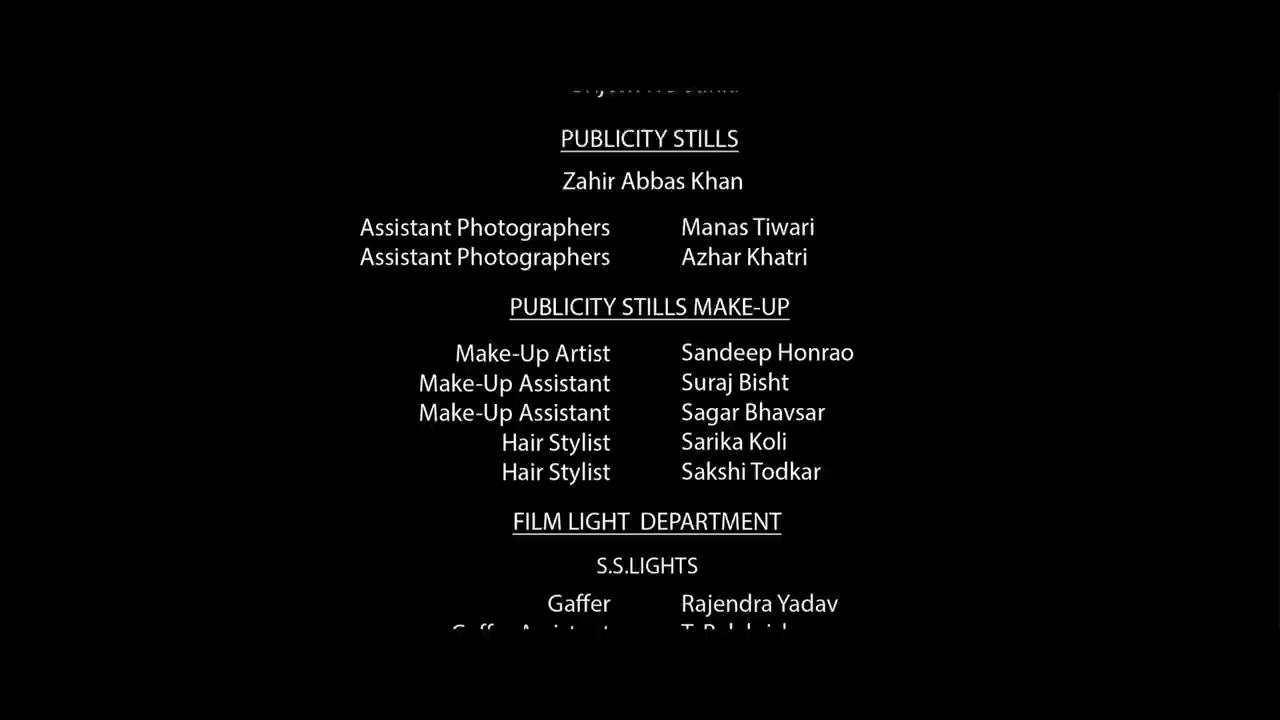 PUBLICITY STILLS
Zahir Abbas Khan
Assistant Photographers Manas Tiwari
Assistant Photographers Azhar Khatri
PUBLICITY STILLS MAKE-UP
Make-Up Artist Sandeep Honrao
Make-Up Assistant Suraj Bisht
Make-Up Assistant Sagar Bhavsar
Hair Stylist Sarika Koli
Hair Stylist Sakshi Todkar
FILM LIGHT DEPARTMENT
S.S.LIGHTS
Gaffer Rajendra Yadav